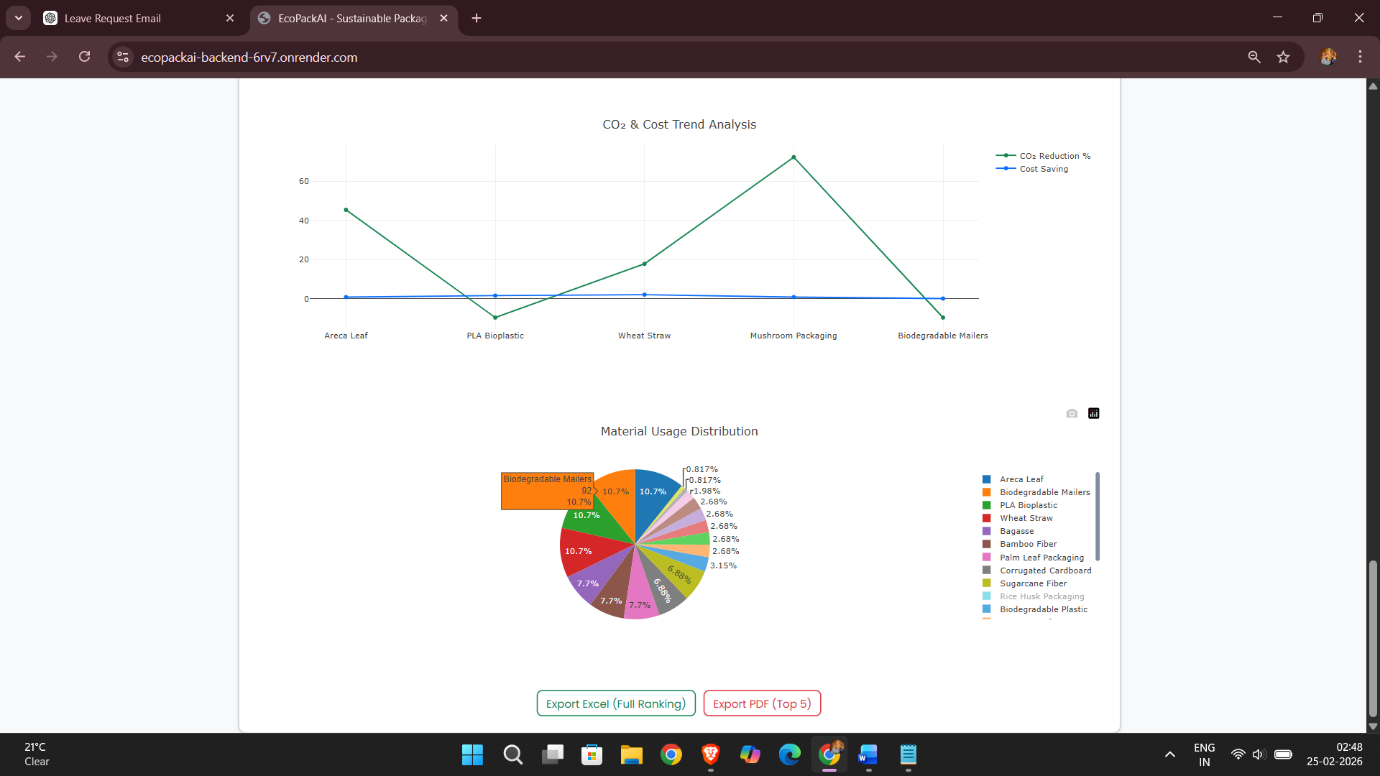 Leave Request Email
EcoPackAI - Sustainable Packag
ecopackai-backend-6rv7.onrender.com
CO₂ & Cost Trend Analysis
CO₂ Reduction %
Cost Saving
60
40
20
0
Areca Leaf
PLA Bioplastic
Wheat Straw
Mushroom Packaging
Biodegradable Mailers
Material Usage Distribution
Biodegradable Mailers
92
10.7%
10.7%
10.7%
10.7%
10.7%
7.7%
7.7%
7.7%
6.88%
6.88%
0.817%
0.817%
1.98%
2.68%
2.68%
2.68%
2.68%
2.68%
3.15%
Areca Leaf
Biodegradable Mailers
PLA Bioplastic
Wheat Straw
Bagasse
Bamboo Fiber
Palm Leaf Packaging
Corrugated Cardboard
Sugarcane Fiber
Rice Husk Packaging
Biodegradable Plastic
Export Excel (Full Ranking)
Export PDF (Top 5)
21°C
Clear
ENG
IN
02:48
25-02-2026